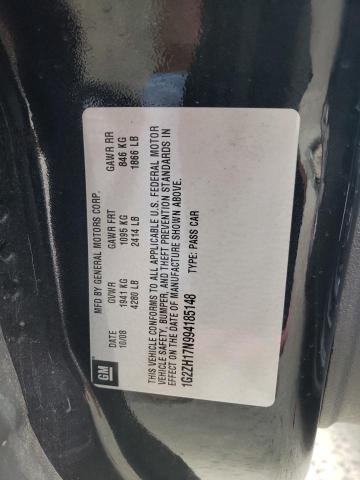 GM
MFD BY GENERAL MOTORS CORP.
DATE GVWR GAWR FRT GAWR RR
10/08 1941 KG 1095 KG 846 KG
4280 LB 2414 LB 1866 LB
THIS VEHICLE CONFORMS TO ALL APPLICABLE U.S. FEDERAL MOTOR
VEHICLE SAFETY, BUMPER, AND THEFT PREVENTION STANDARDS IN
EFFECT ON THE DATE OF MANUFACTURE SHOWN ABOVE.
1G2ZH17N994185148 TYPE: PASS CAR